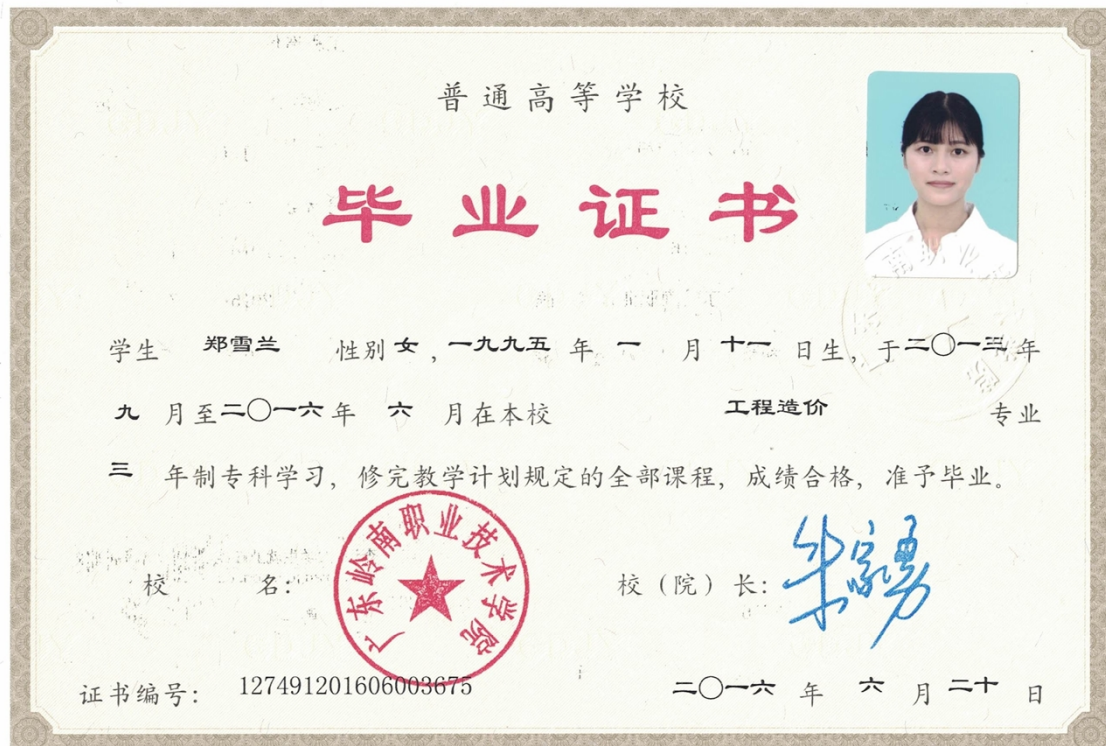 普通高等学校
毕业证书
学生 郑雪兰 性别 女，一九九五 年 一 月 十一 日生，于二〇一三年
九 月至二〇一六年 六 月在本校 工程造价 专业
三 年制专科学习，修完教学计划规定的全部课程，成绩合格，准予毕业。
广东岭南职业技术学院
校 名： 校（院）长：
证书编号： 127491201606003675 二〇一六 年 六 月 二十 日